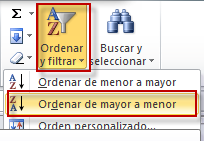 Σ
A
Z
Ordenar
y filtrar
Buscar y
seleccionar
A
Z
Ordenar de menor a mayor
Z
A
Ordenar de mayor a menor
Orden personalizado...